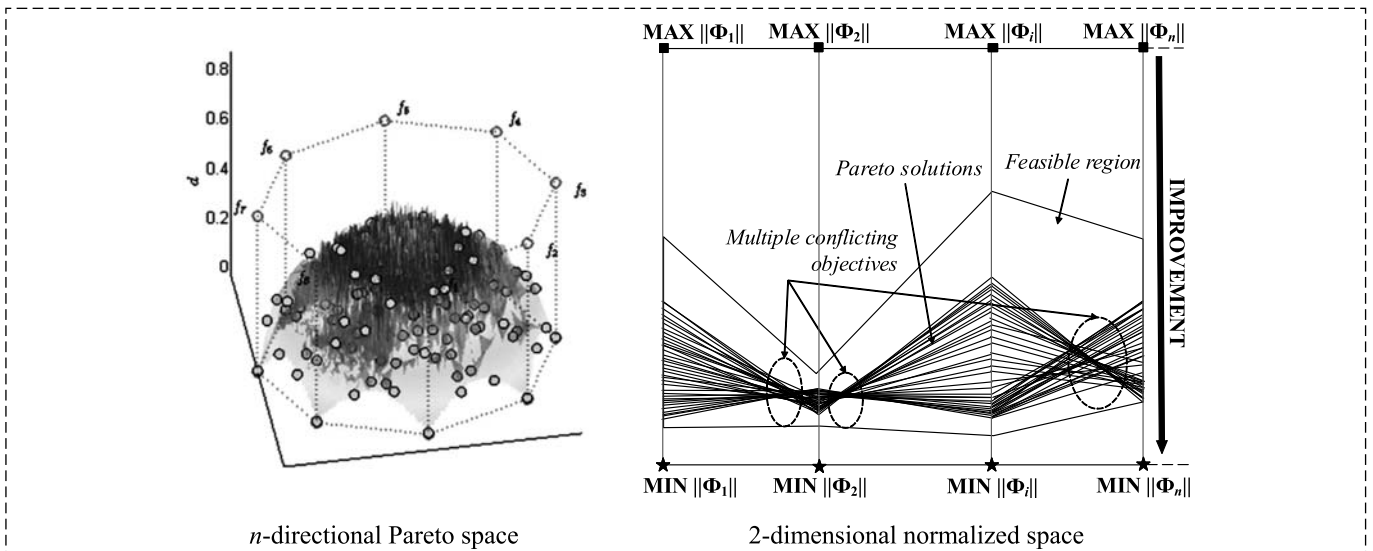 0.8
0.6
0.4
0.2
0
d
f5
f4
f6
f3
f7
f2
f8
n-directional Pareto space
MAX ||Φ1|| MAX ||Φ2|| MAX ||Φi|| MAX ||Φn||
Pareto solutions
Feasible region
Multiple conflicting
objectives
IMPROVEMENT
MIN ||Φ1|| MIN ||Φ2|| MIN ||Φi|| MIN ||Φn||
2-dimensional normalized space